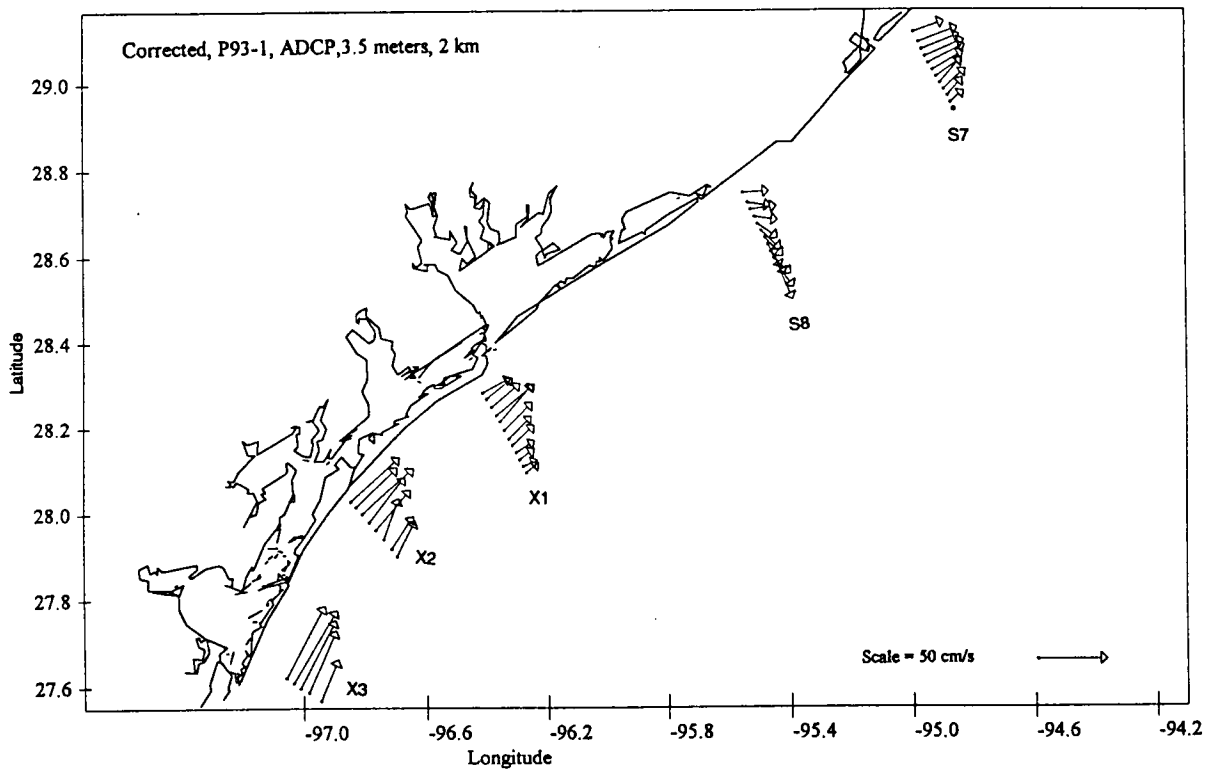 Corrected, P93-1, ADCP,3.5 meters, 2 km
29.0
28.8
28.6
28.4
28.2
28.0
27.8
27.6
Latitude
S7
S8
X1
X2
X3
Scale = 50 cm/s
-97.0
-96.6
-96.2
-95.8
-95.4
-95.0
-94.6
-94.2
Longitude